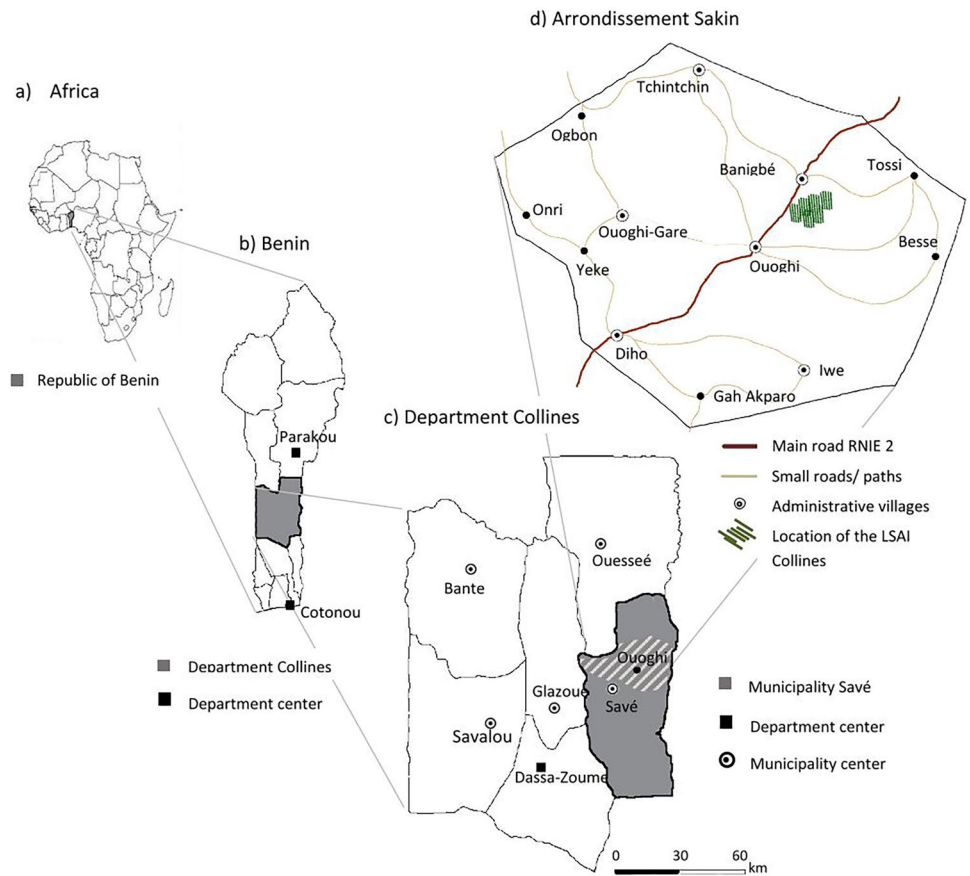 d) Arrondissement Sakin
a) Africa
Tchintchin
Ogbon
Banigbé
Tossi
Onri
Ouoghi-Gare
b) Benin
Besse
Yeke
Ouoghi
Diho
Iwe
Republic of Benin
Gah Akparo
c) Department Collines
Parakou
Main road RNIE 2
Small roads/ paths
Administrative villages
Location of the LSAI
Collines
Ouesseé
Bante
Cotonou
Ouoghi
Department Collines
Municipality Savé
Glazoue
Savé
Department center
Savalou
Department center
Municipality center
Dassa-Zoume
0 30 60
km